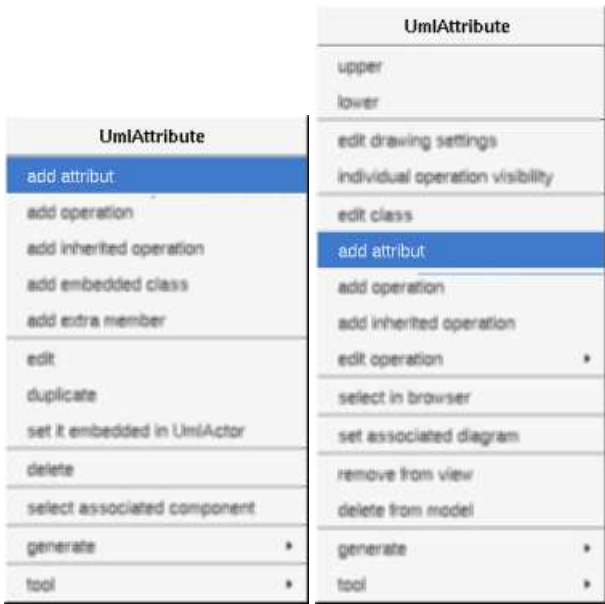 UmlAttribute
add attribut
add operation
add inherited operation
add embedded class
add extra member
edit
duplicate
set it embedded in UmlActor
delete
select associated component
generate
tool
UmlAttribute
upper
lower
edit drawing settings
individual operation visibility
edit class
add attribut
add operation
add inherited operation
edit operation
select in browser
set associated diagram
remove from view
delete from model
generate
tool